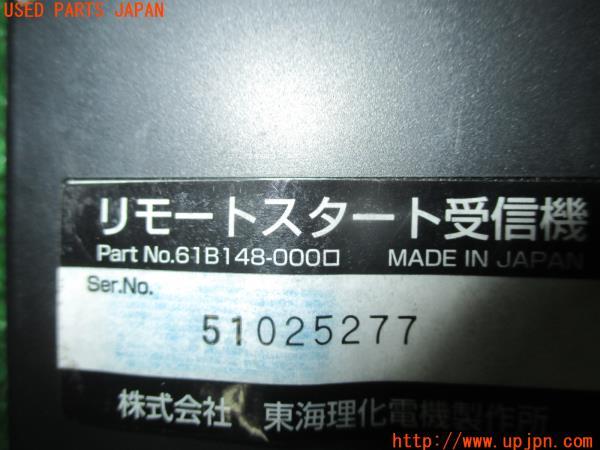 USED PARTS JAPAN
リモートスタート受信機
Part No.61B148-000□ MADE IN JAPAN
Ser.No.
51025277
株式会社 東海理化電機製作所
http://www.upjpn.com/